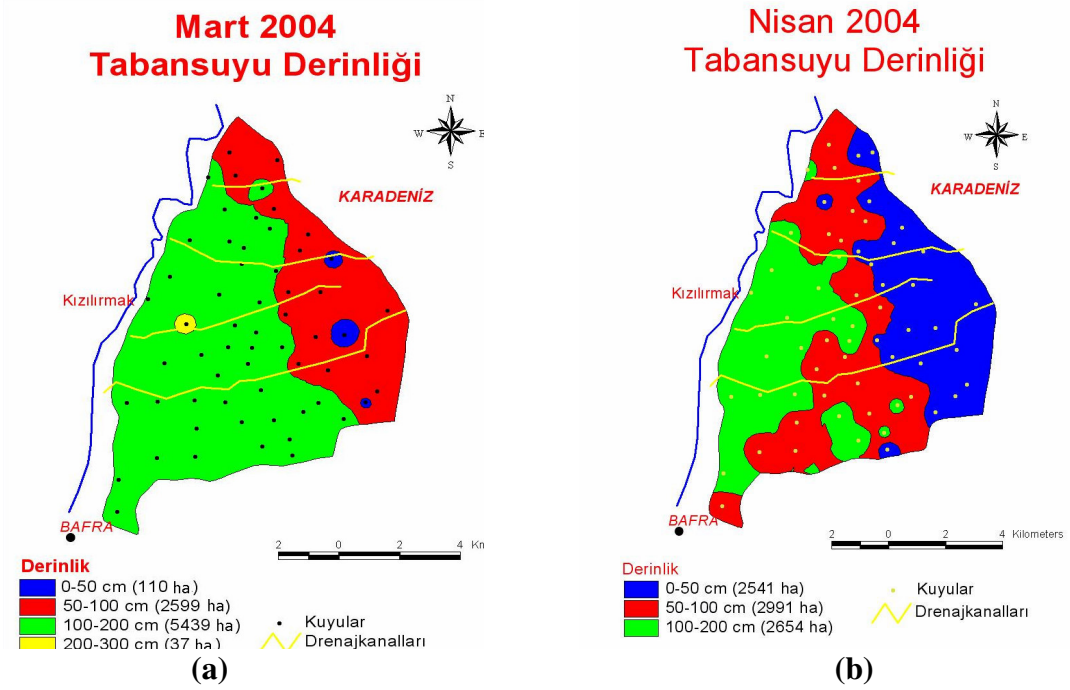 Mart 2004
Tabansuyu Derinliği
N
W
E
S
KARADENİZ
Kızılırmak
BAFRA
2 0 2 4 Km
Derinlik
0-50 cm (110 ha)
50-100 cm (2599 ha)
100-200 cm (5439 ha)
200-300 cm (37 ha)
Kuyular
Drenajkanalları
(a)
Nisan 2004
Tabansuyu Derinliği
N
W
E
S
KARADENİZ
Kızılırmak
BAFRA
2 0 2 4 Kilometers
Derinlik
0-50 cm (2541 ha)
50-100 cm (2991 ha)
100-200 cm (2654 ha)
Kuyular
Drenajkanalları
(b)